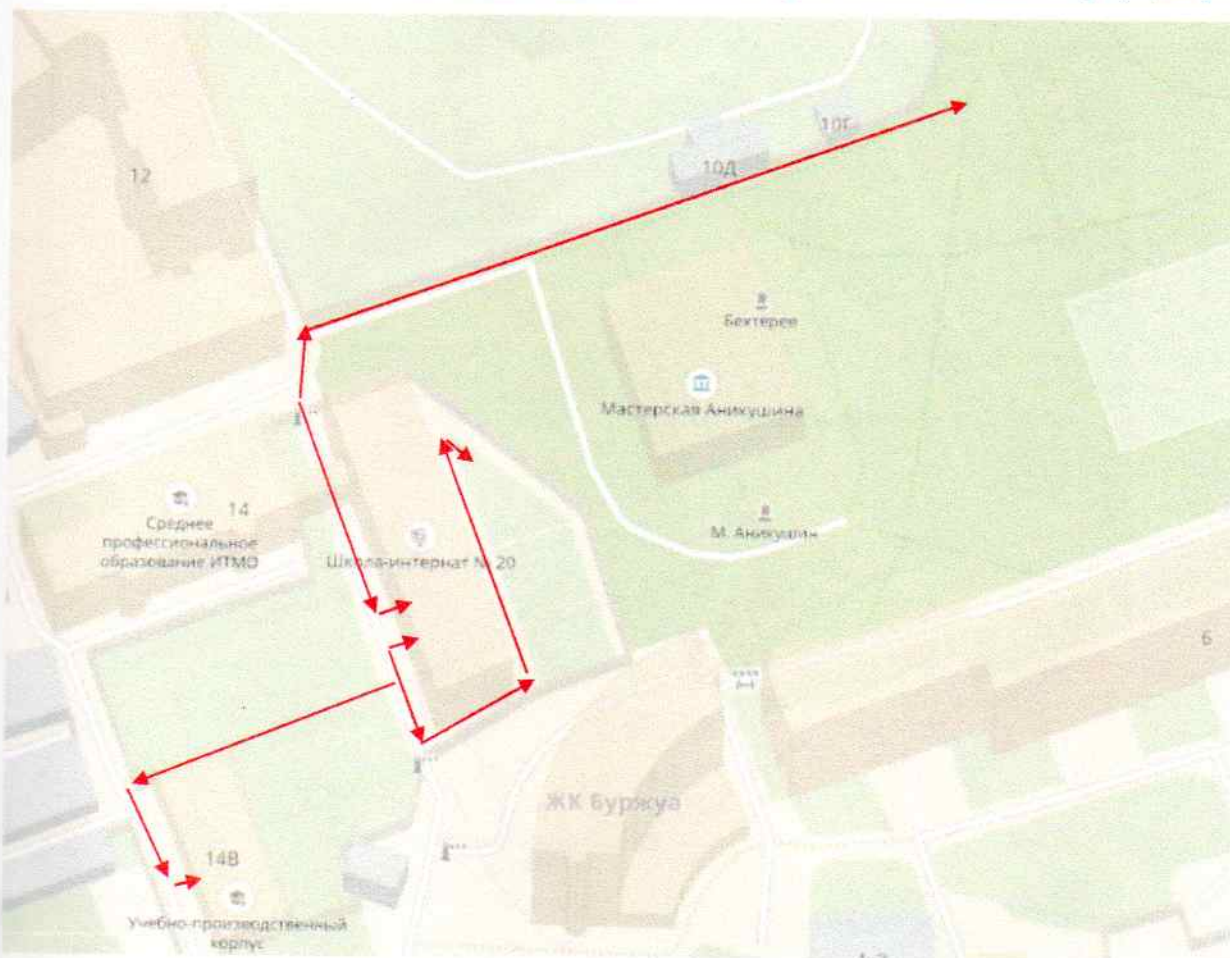 10Г
10Д
12
Бехтерев
Мастерская Аникушина
14
Среднее
профессиональное
образование ИТМО
Школа-интернат № 20
М. Аникушин
6
ЖК Буржуа
14В
Учебно-производственный
корпус